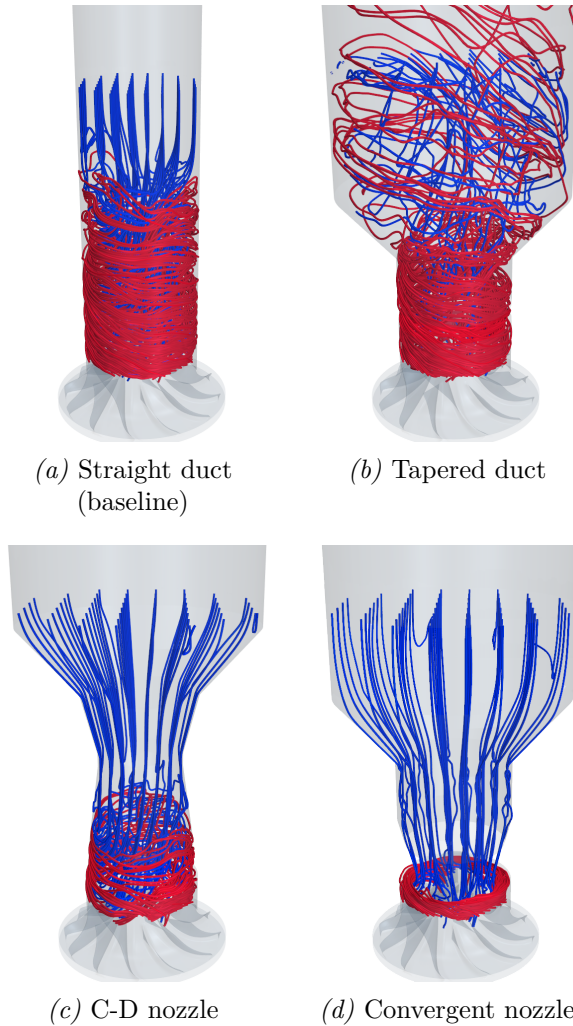 (a) Straight duct
(baseline)
(b) Tapered duct
(c) C-D nozzle
(d) Convergent nozzle